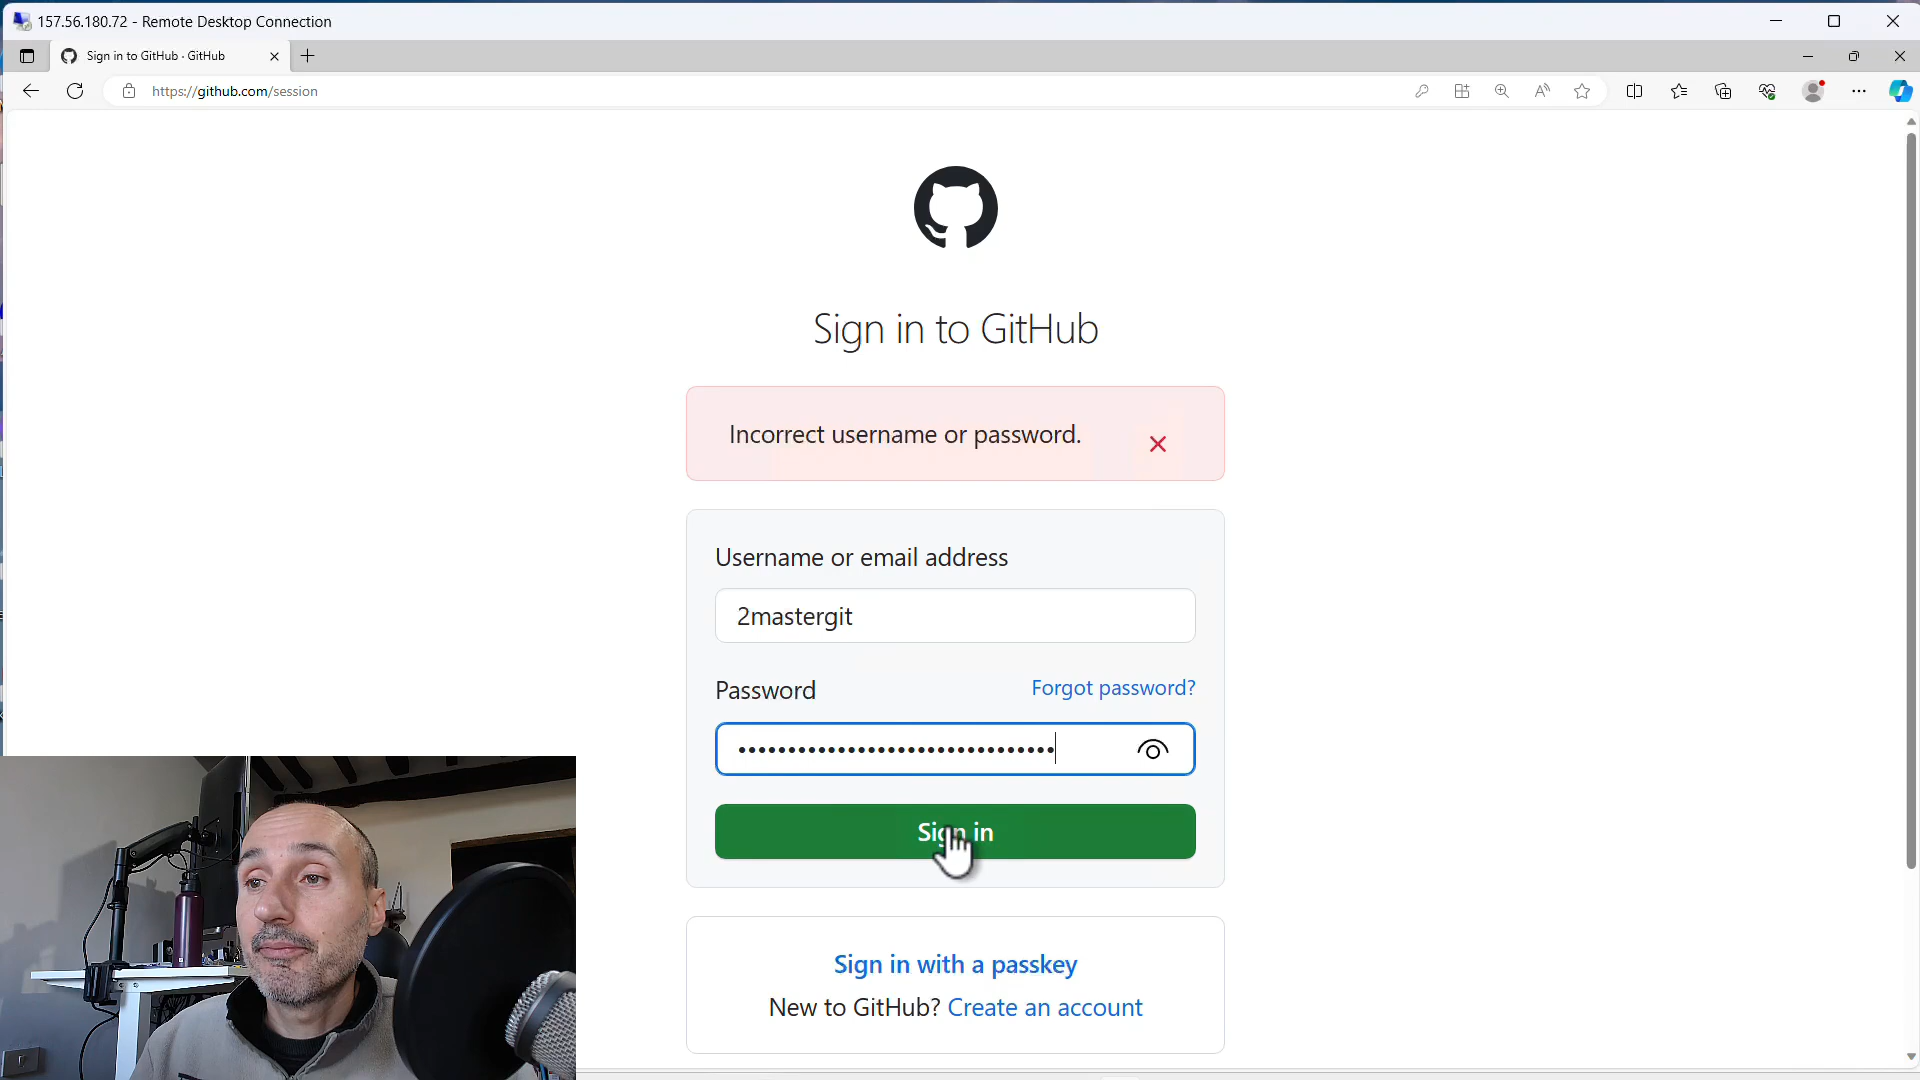 157.56.180.72 - Remote Desktop Connection
Sign in to GitHub · GitHub
https://github.com/session
Sign in to GitHub
Incorrect username or password.
Username or email address
2mastergit
Password
Forgot password?
Sign in
Sign in with a passkey
New to GitHub? Create an account